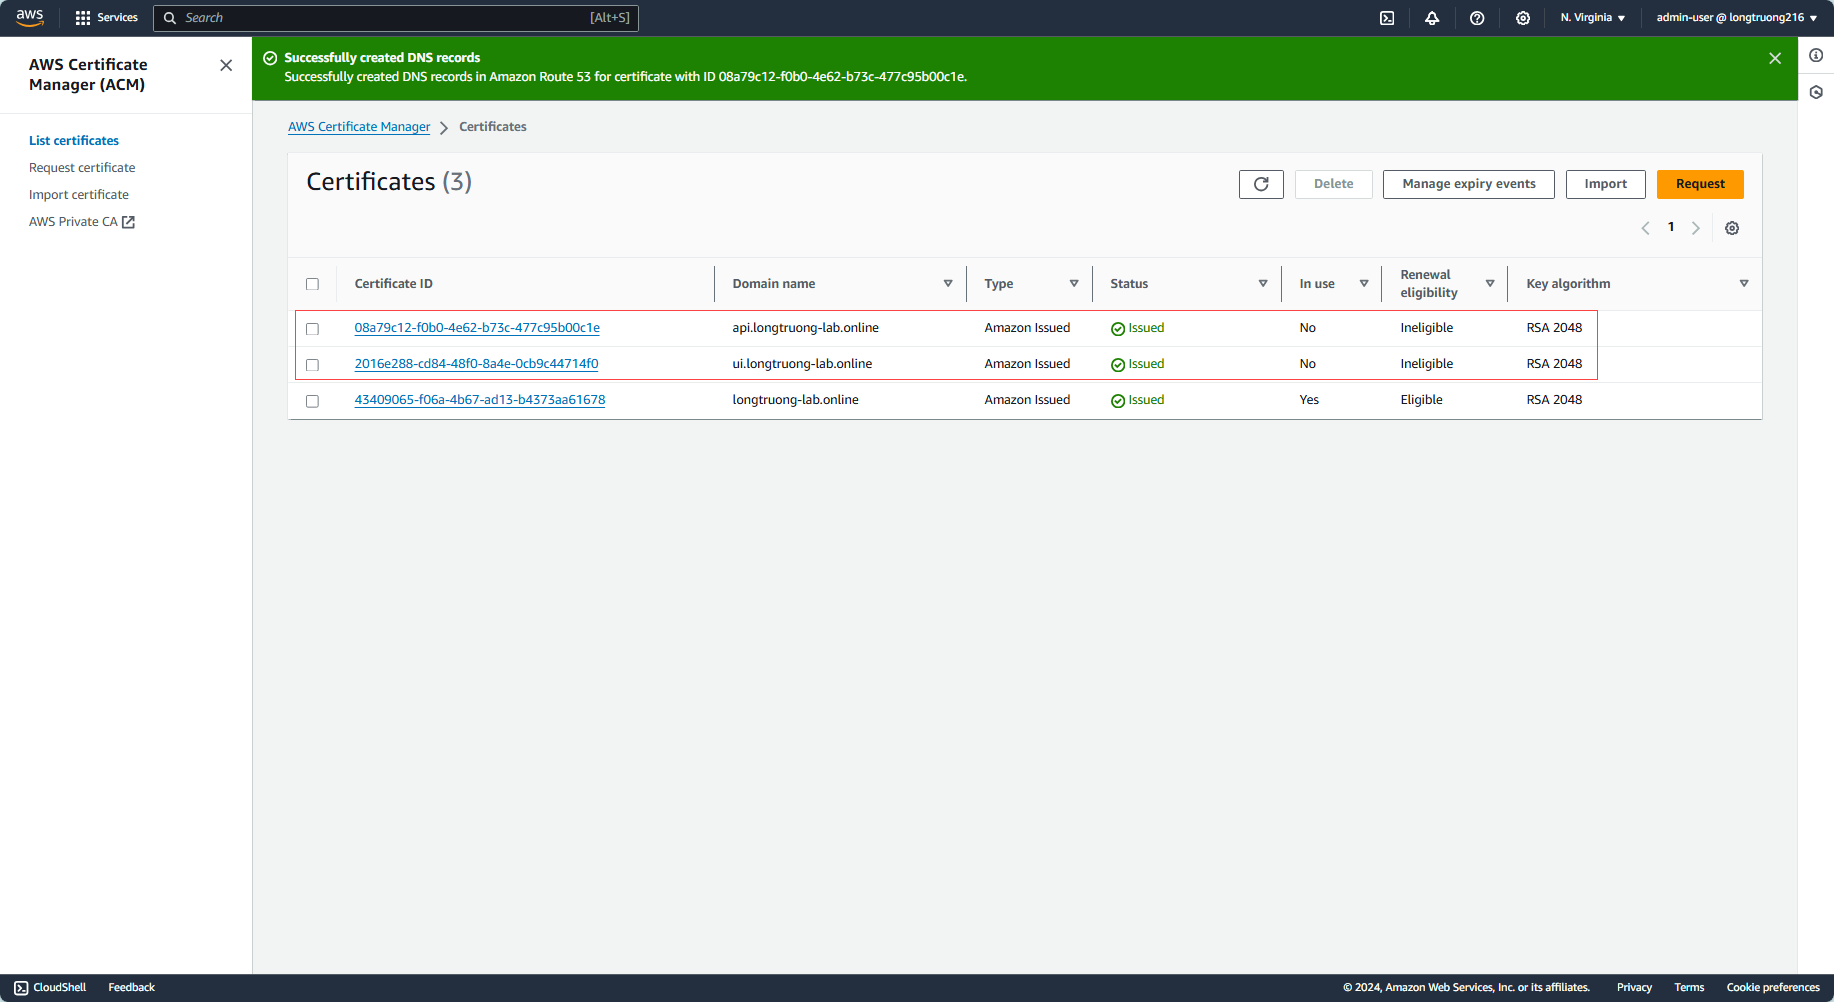 aws Services Search [Alt+S] N. Virginia admin-user @ longtruong216
AWS Certificate
Manager (ACM)
List certificates
Request certificate
Import certificate
AWS Private CA
Successfully created DNS records
Successfully created DNS records in Amazon Route 53 for certificate with ID 08a79c12-f0b0-4e62-b73c-477c95b00c1e.
AWS Certificate Manager Certificates
Certificates (3)
Delete Manage expiry events Import Request
1
Certificate ID Domain name Type Status In use Renewal eligibility Key algorithm
08a79c12-f0b0-4e62-b73c-477c95b00c1e api.longtruong-lab.online Amazon Issued Issued No Ineligible RSA 2048
2016e288-cd84-48f0-8a4e-0cb9c44714f0 ui.longtruong-lab.online Amazon Issued Issued No Ineligible RSA 2048
43409065-f06a-4b67-ad13-b4373aa61678 longtruong-lab.online Amazon Issued Issued Yes Eligible RSA 2048
CloudShell Feedback © 2024, Amazon Web Services, Inc. or its affiliates. Privacy Terms Cookie preferences